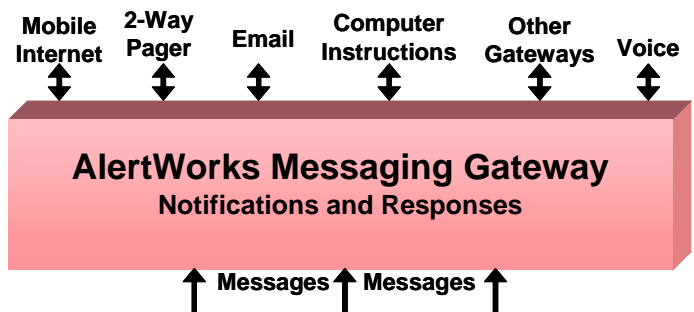 Mobile
Internet
2-Way
Pager
Email
Computer
Instructions
Other
Gateways
Voice
AlertWorks Messaging Gateway
Notifications and Responses
Messages
Messages